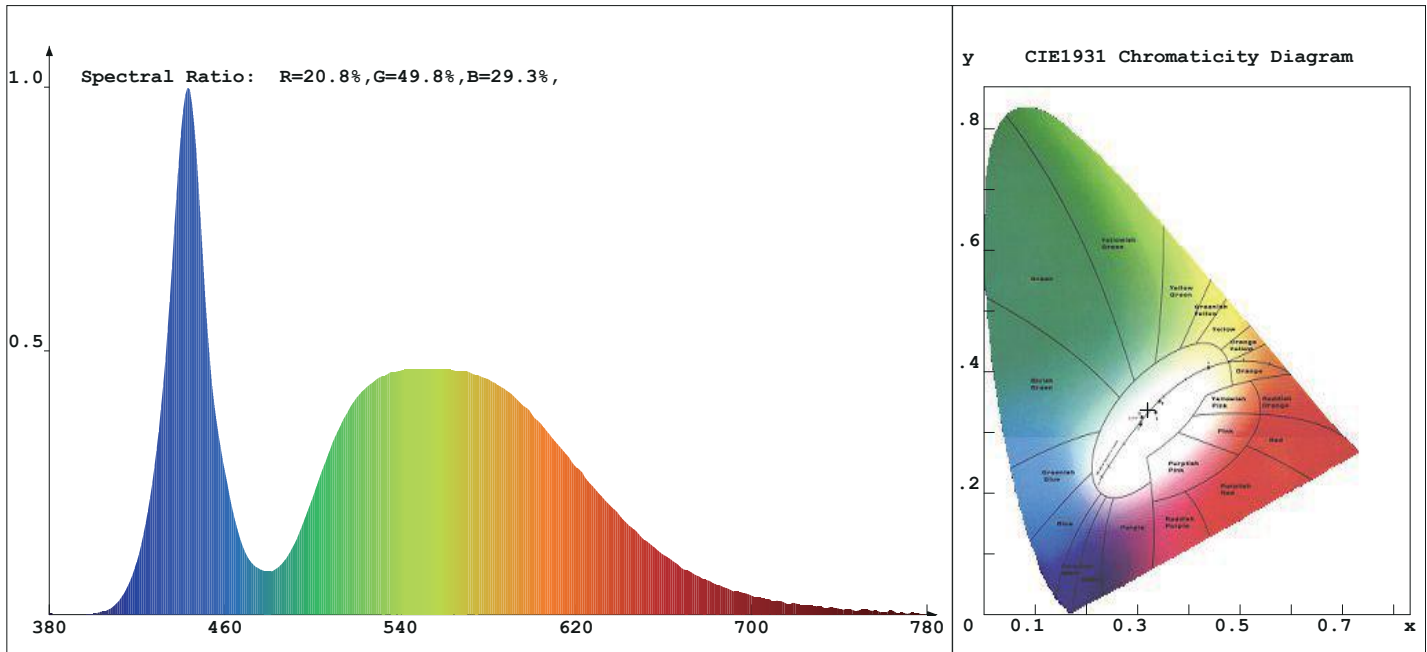 Spectral Ratio: R=20.8%,G=49.8%,B=29.3%,
1.0
0.5
380 460 540 620 700 780
y CIE1931 Chromaticity Diagram
.8
.6
.4
.2
0 0.1 0.3 0.5 0.7 x
Yellowish
Green
Green
Yellow
Green
Greenish
Yellow
Yellow
Orange
Yellow
Orange
Reddish
Orange
Yellowish
Pink
Pink
Red
Purplish
Pink
Purplish
Red
Reddish
Purple
Purple
Blue
Greenish
Blue
Green